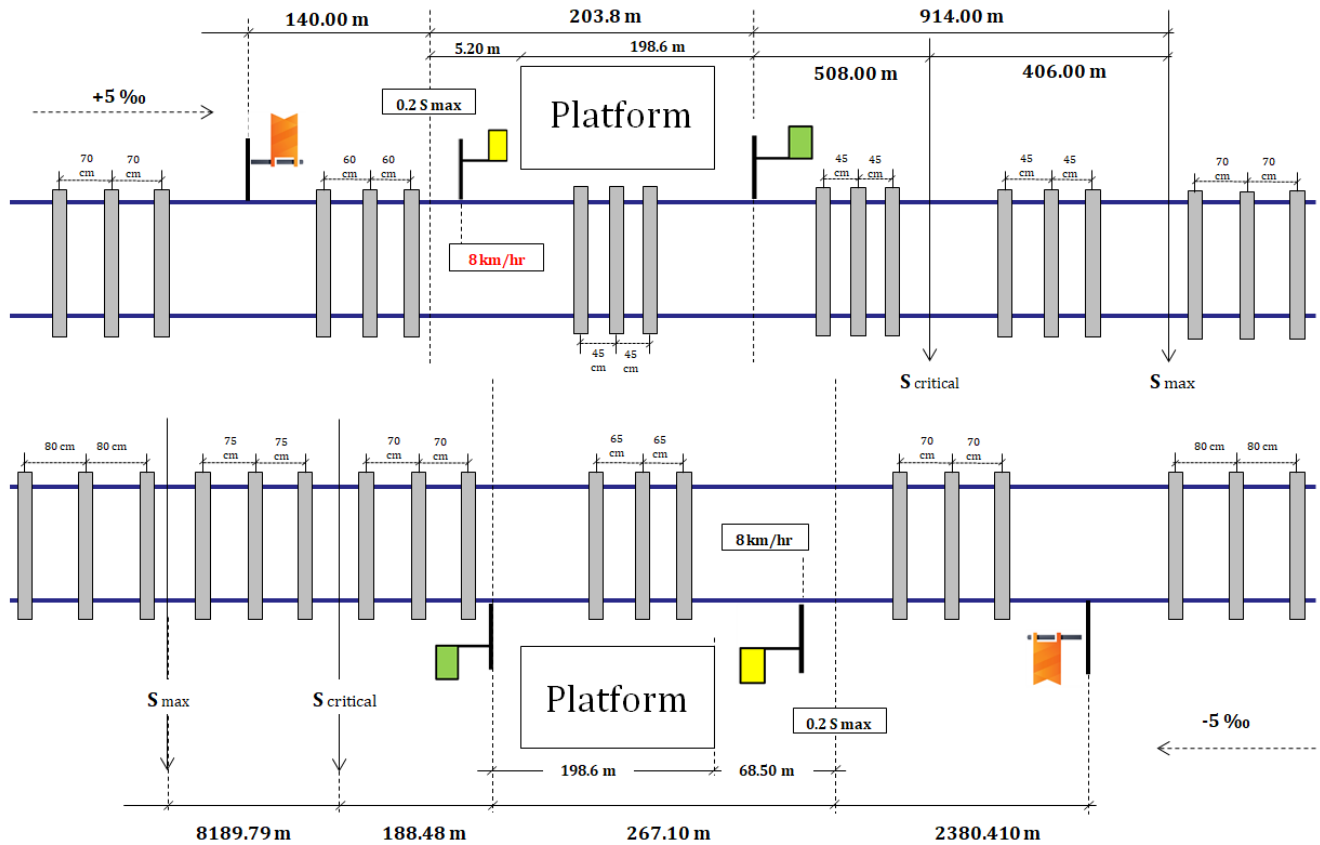 140.00 m
203.8 m
914.00 m
5.20 m
198.6 m
508.00 m
406.00 m
+5 ‰
0.2 S max
Platform
70 cm
70 cm
60 cm
60 cm
45 cm
45 cm
45 cm
45 cm
70 cm
70 cm
8 km/hr
45 cm
45 cm
S critical
S max
80 cm
80 cm
75 cm
75 cm
70 cm
70 cm
65 cm
65 cm
70 cm
70 cm
80 cm
80 cm
8 km/hr
S max
S critical
Platform
0.2 S max
-5 ‰
198.6 m
68.50 m
8189.79 m
188.48 m
267.10 m
2380.410 m